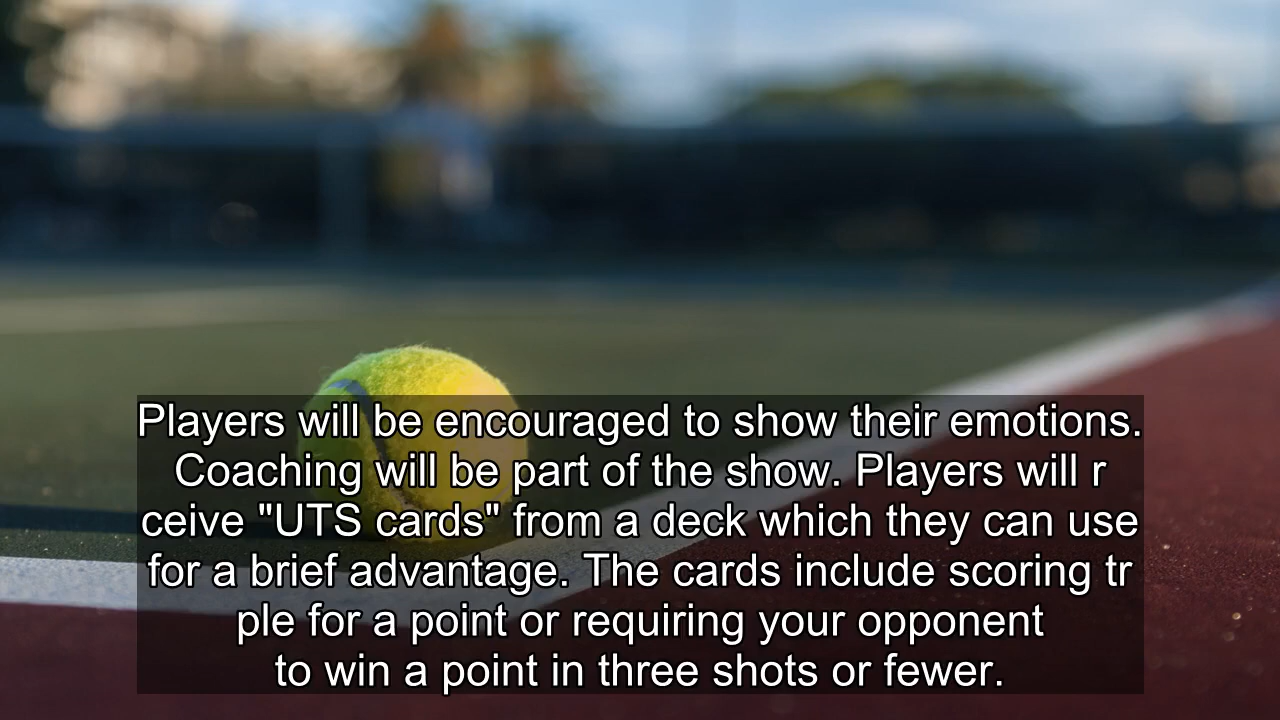 Players will be encouraged to show their emotions.
Coaching will be part of the show. Players will r
ceive "UTS cards" from a deck which they can use
for a brief advantage. The cards include scoring tr
ple for a point or requiring your opponent
to win a point in three shots or fewer.